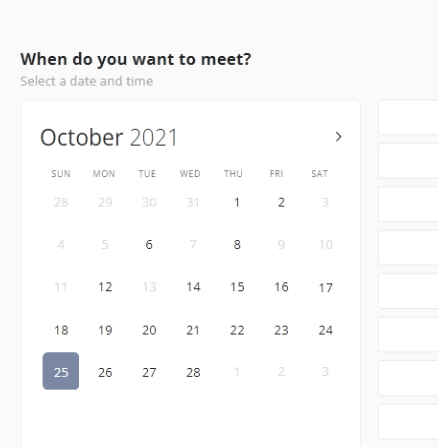 When do you want to meet?
Select a date and time
October 2021
SUN MON TUE WED THU FRI SAT
28 29 30 31 1 2 3
4 5 6 7 8 9 10
11 12 13 14 15 16 17
18 19 20 21 22 23 24
25 26 27 28 1 2 3